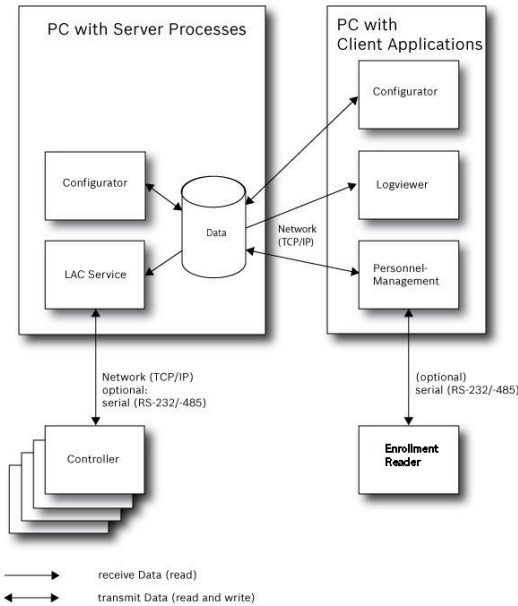 PC with Server Processes
PC with
Client Applications
Configurator
Configurator
Logviewer
Data
Network
(TCP/IP)
LAC Service
Personnel-
Management
Network (TCP/IP)
optional:
serial (RS-232/-485)
(optional)
serial (RS-232/-485)
Controller
Enrollment
Reader
receive Data (read)
transmit Data (read and write)